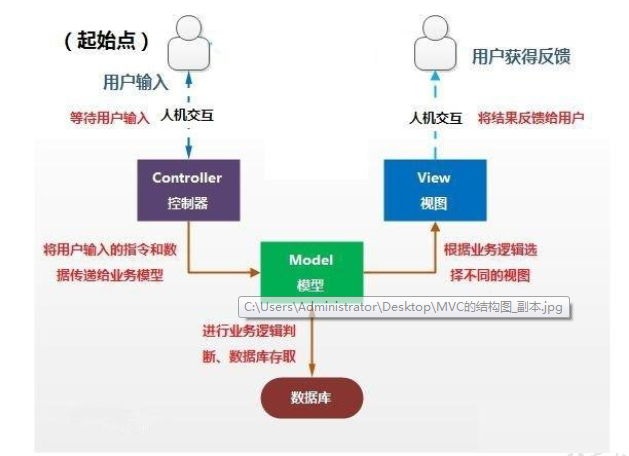 （起始点）
用户输入
用户获得反馈
等待用户输入
人机交互
人机交互
将结果反馈给用户
Controller
控制器
View
视图
将用户输入的指令和数
据传递给业务模型
Model
模型
根据业务逻辑选
择不同的视图
C:\Users\Administrator\Desktop\MVC的结构图_副本.jpg
进行业务逻辑判
断、数据库存取
数据库